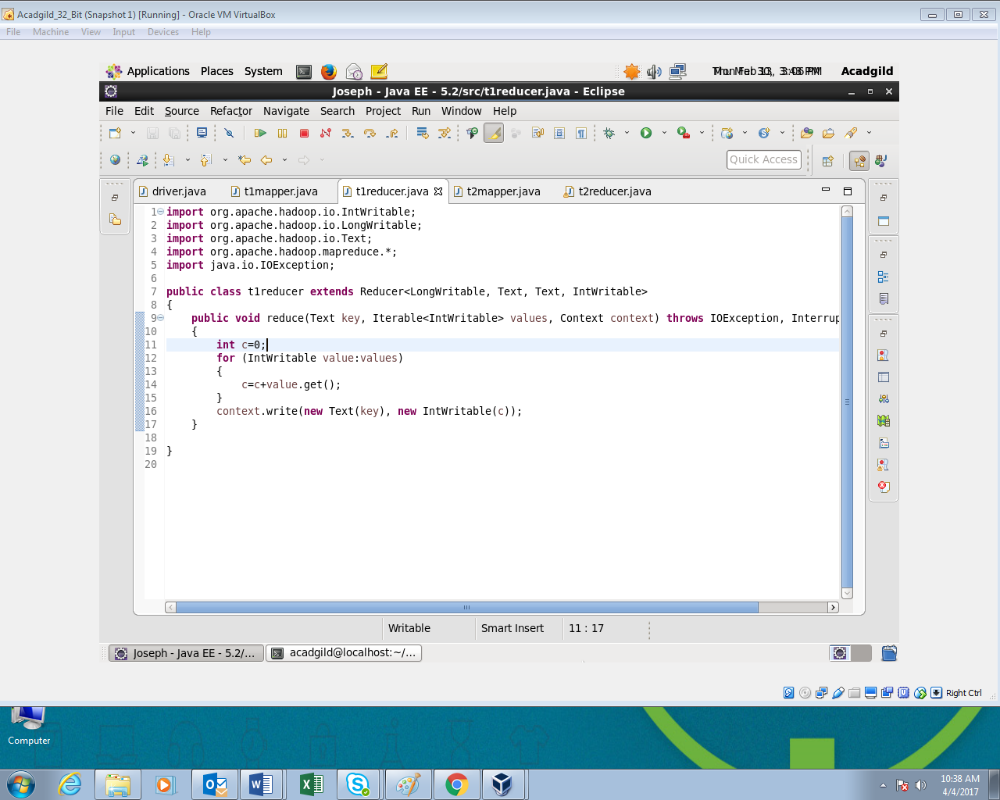 Acadgild_32_Bit (Snapshot 1) [Running] - Oracle VM VirtualBox
File Machine View Input Devices Help
Applications Places System Acadgild
Joseph - Java EE - 5.2/src/t1reducer.java - Eclipse
File Edit Source Refactor Navigate Search Project Run Window Help
Quick Access
driver.java t1mapper.java t1reducer.java t2mapper.java t2reducer.java
1 import org.apache.hadoop.io.IntWritable;
2 import org.apache.hadoop.io.LongWritable;
3 import org.apache.hadoop.io.Text;
4 import org.apache.hadoop.mapreduce.*;
5 import java.io.IOException;
6
7 public class t1reducer extends Reducer<LongWritable, Text, Text, IntWritable>
8 {
9 public void reduce(Text key, Iterable<IntWritable> values, Context context) throws IOException, Interrup
10 {
11 int c=0;
12 for (IntWritable value:values)
13 {
14 c=c+value.get();
15 }
16 context.write(new Text(key), new IntWritable(c));
17 }
18
19 }
20
Writable Smart Insert 11 : 17
Joseph - Java EE - 5.2/... acadgild@localhost:~/...
Right Ctrl
Computer
10:38 AM
4/4/2017